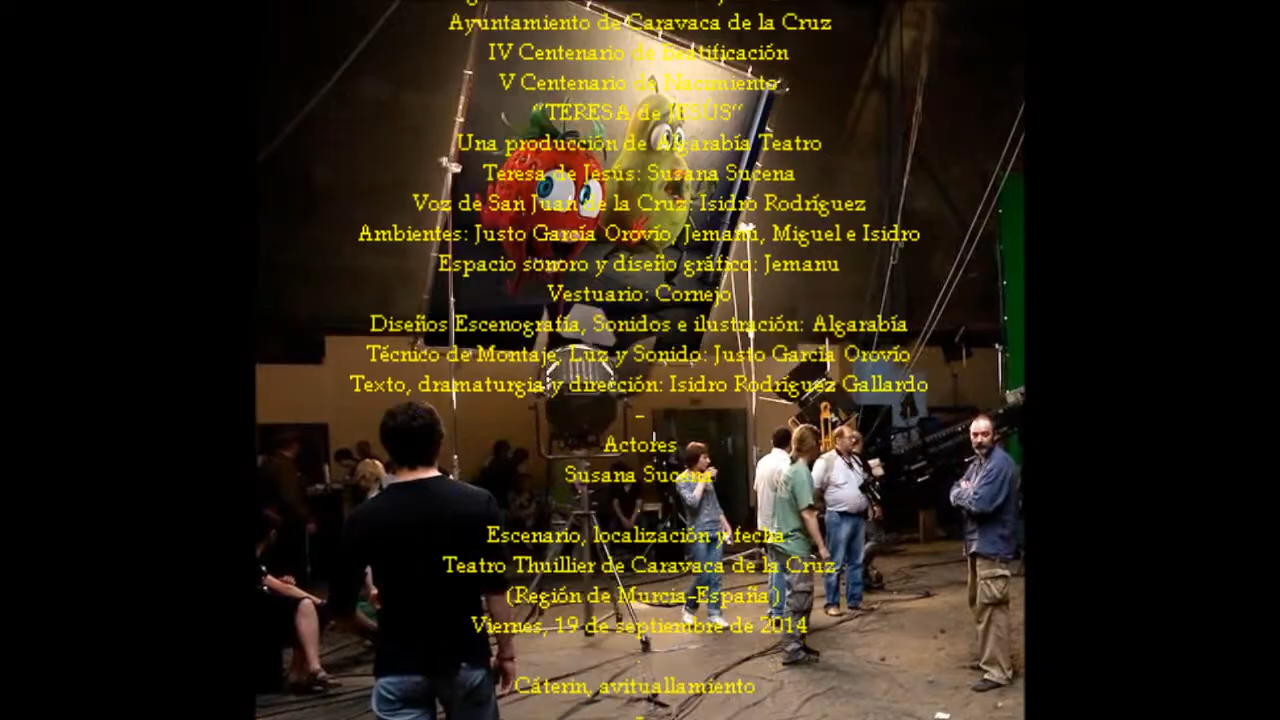 Ayuntamiento de Caravaca de la Cruz
IV Centenario de Beatificación
V Centenario de Nacimiento
“TERESA de JESÚS”
Una producción de Algarabía Teatro
Teresa de Jesús: Susana Sucena
Voz de San Juan de la Cruz: Isidro Rodríguez
Ambientes: Justo García Orovío, Jemanu, Miguel e Isidro
Espacio sonoro y diseño gráfico: Jemanu
Vestuario: Cornejo
Diseños Escenografía, Sonidos e ilustración: Algarabía
Técnico de Montaje, Luz y Sonido: Justo García Orovío
Texto, dramaturgia y dirección: Isidro Rodríguez Gallardo
-
Actores
Susana Sucena
Escenario, localización y fecha
Teatro Thuillier de Caravaca de la Cruz
(Región de Murcia-España)
Viernes, 19 de septiembre de 2014
.
Cáterin, avituallamiento
-